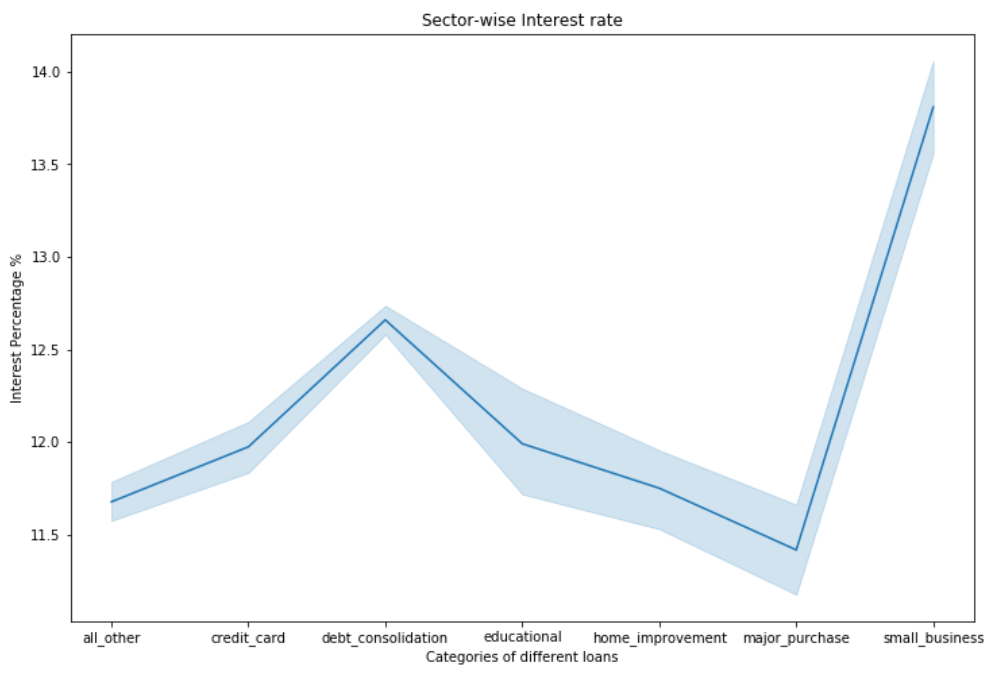 Sector-wise Interest rate
14.0
13.5
13.0
12.5
12.0
11.5
Interest Percentage %
all_other credit_card debt_consolidation educational home_improvement major_purchase small_business
Categories of different loans